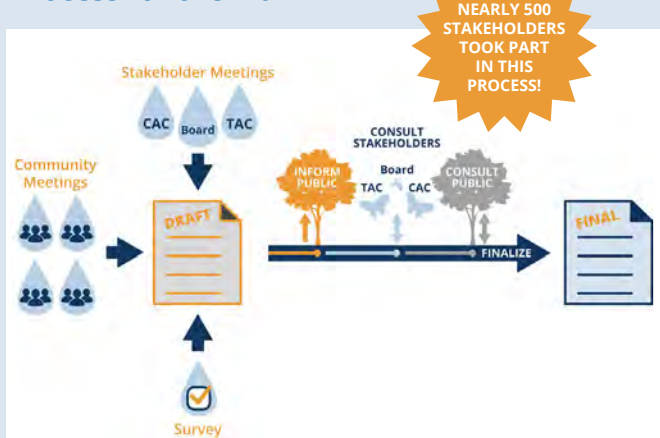 NEARLY 500
STAKEHOLDERS
TOOK PART
IN THIS
PROCESS!
Stakeholder Meetings
CAC
Board
TAC
Community
Meetings
DRAFT
CONSULT
STAKEHOLDERS
INFORM
PUBLIC
Board
TAC
CAC
CONSULT
PUBLIC
FINALIZE
FINAL
Survey